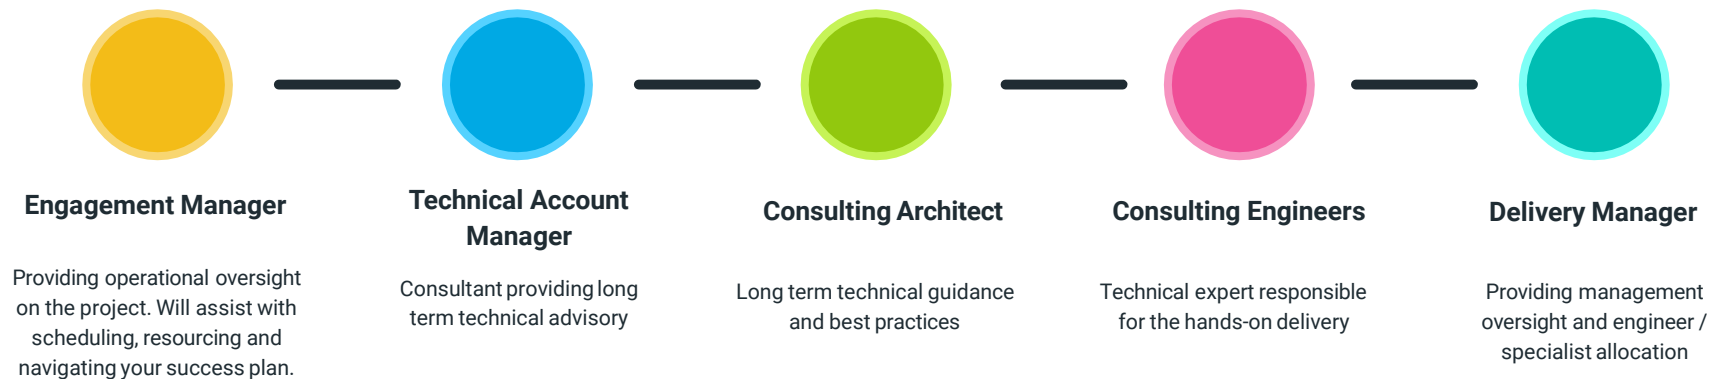 Engagement Manager
Providing operational oversight
on the project. Will assist with
scheduling, resourcing and
navigating your success plan.
Technical Account
Manager
Consultant providing long
term technical advisory
Consulting Architect
Long term technical guidance
and best practices
Consulting Engineers
Technical expert responsible
for the hands-on delivery
Delivery Manager
Providing management
oversight and engineer /
specialist allocation